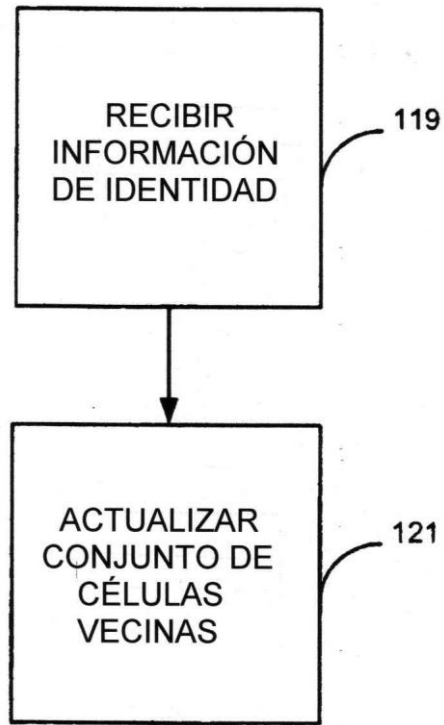 RECIBIR
INFORMACIÓN
DE IDENTIDAD
119
ACTUALIZAR
CONJUNTO DE
CÉLULAS
VECINAS
121